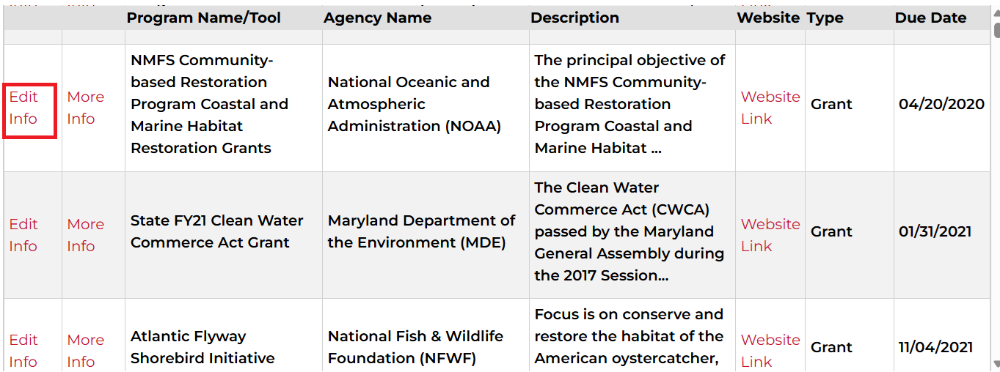 Program Name/Tool Agency Name Description Website Type Due Date
Edit
Info
More
Info
NMFS Community-
based Restoration
Program Coastal and
Marine Habitat
Restoration Grants
National Oceanic and
Atmospheric
Administration (NOAA)
The principal objective of
the NMFS Community-
based Restoration
Program Coastal and
Marine Habitat ...
Website
Link
Grant
04/20/2020
Edit
Info
More
Info
State FY21 Clean Water
Commerce Act Grant
Maryland Department of
the Environment (MDE)
The Clean Water
Commerce Act (CWCA)
passed by the Maryland
General Assembly during
the 2017 Session...
Website
Link
Grant
01/31/2021
Edit
Info
More
Info
Atlantic Flyway
Shorebird Initiative
National Fish & Wildlife
Foundation (NFWF)
Focus is on conserve and
restore the habitat of the
American oystercatcher,
Website
Link
Grant
11/04/2021